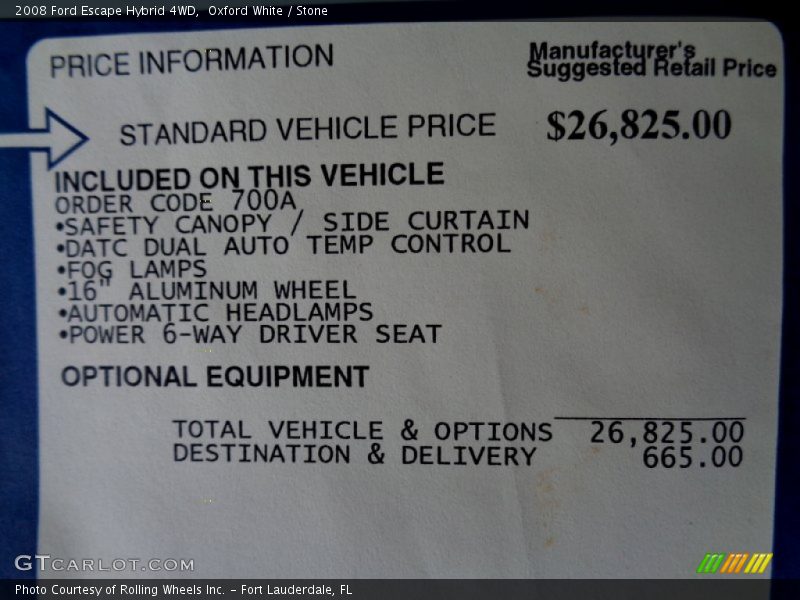 2008 Ford Escape Hybrid 4WD,  Oxford White / Stone
PRICE INFORMATION
Manufacturer's
Suggested Retail Price
STANDARD VEHICLE PRICE $26,825.00
INCLUDED ON THIS VEHICLE
ORDER CODE 700A
•SAFETY CANOPY / SIDE CURTAIN
•DATC DUAL AUTO TEMP CONTROL
•FOG LAMPS
•16" ALUMINUM WHEEL
•AUTOMATIC HEADLAMPS
•POWER 6-WAY DRIVER SEAT
OPTIONAL EQUIPMENT
TOTAL VEHICLE & OPTIONS 26,825.00
DESTINATION & DELIVERY 665.00
GTCARLOT.COM
Photo Courtesy of Rolling Wheels Inc. – Fort Lauderdale, FL